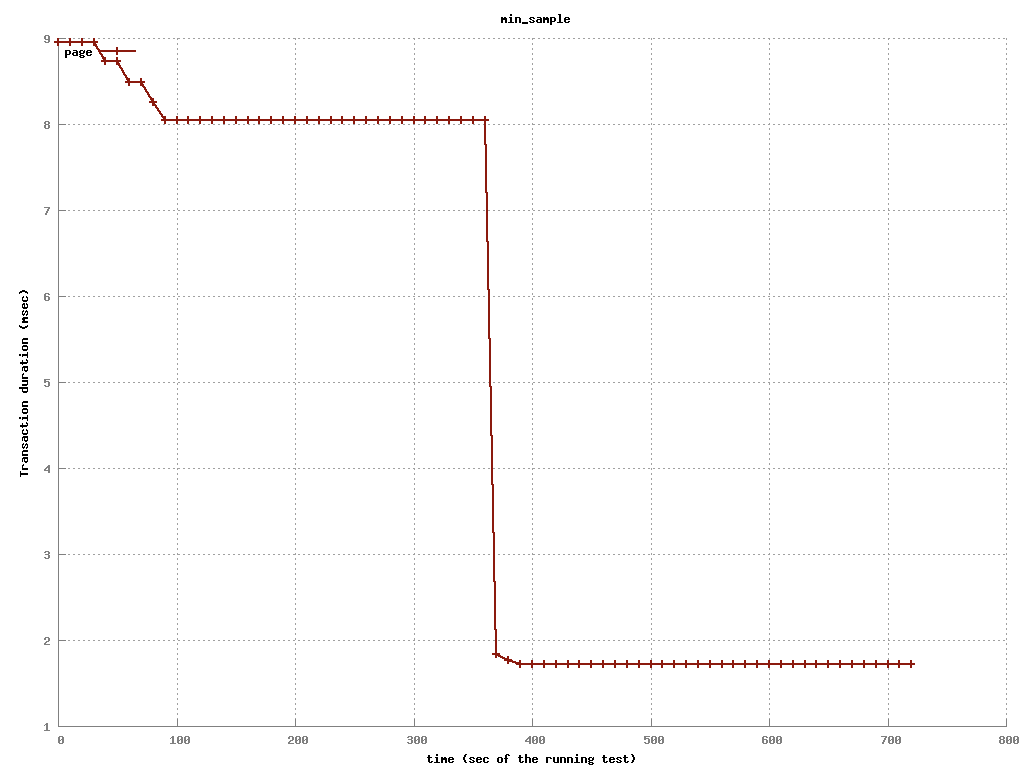 min_sample
page
9
8
7
6
5
4
3
2
1
Transaction duration (msec)
0 100 200 300 400 500 600 700 800
time (sec of the running test)